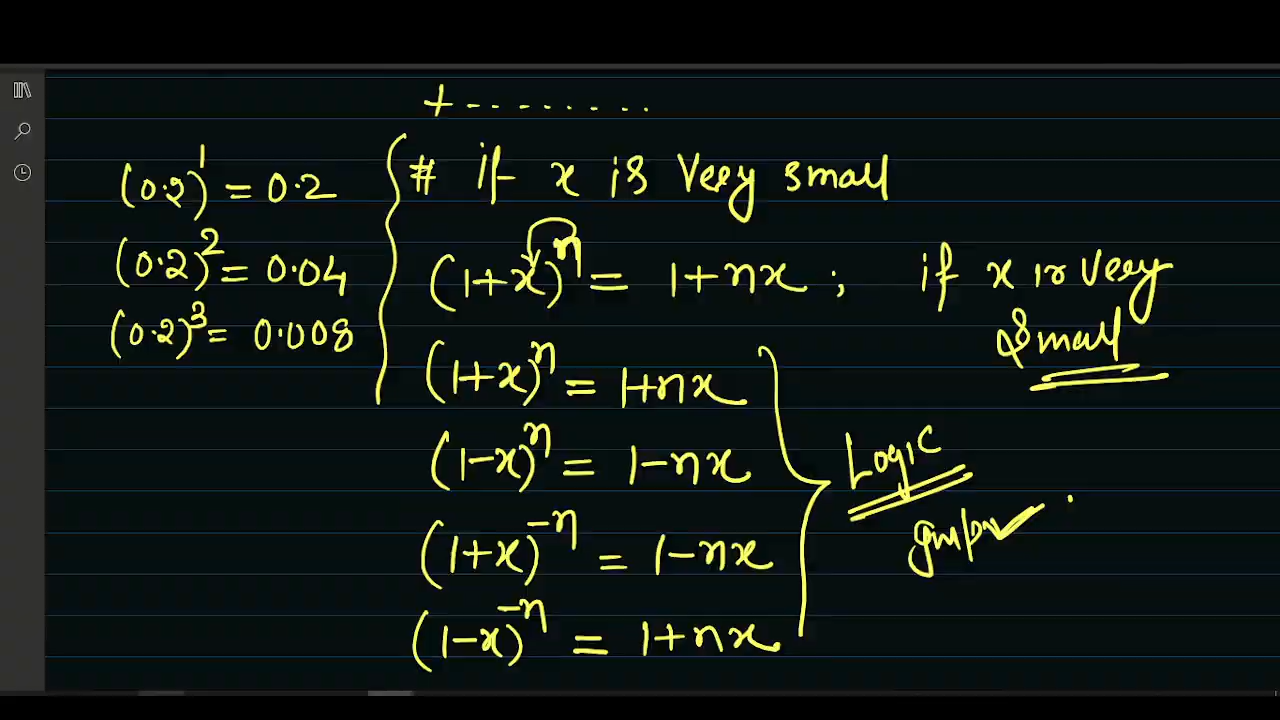 + - - - . . . . .
(0.2)¹ = 0.2
(0.2)² = 0.04
(0.2)³ = 0.008
# if x is very small
(1+x)ⁿ = 1+nx ; if x is very
small
(1+x)ⁿ = 1+nx
(1-x)ⁿ = 1-nx
Logic
(1+x)⁻ⁿ = 1-nx
(1-x)⁻ⁿ = 1+nx